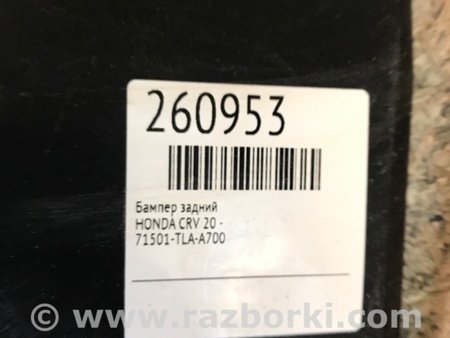 260953
Бампер задний
HONDA CRV 20 -
71501-TLA-A700
© www.razborki.com